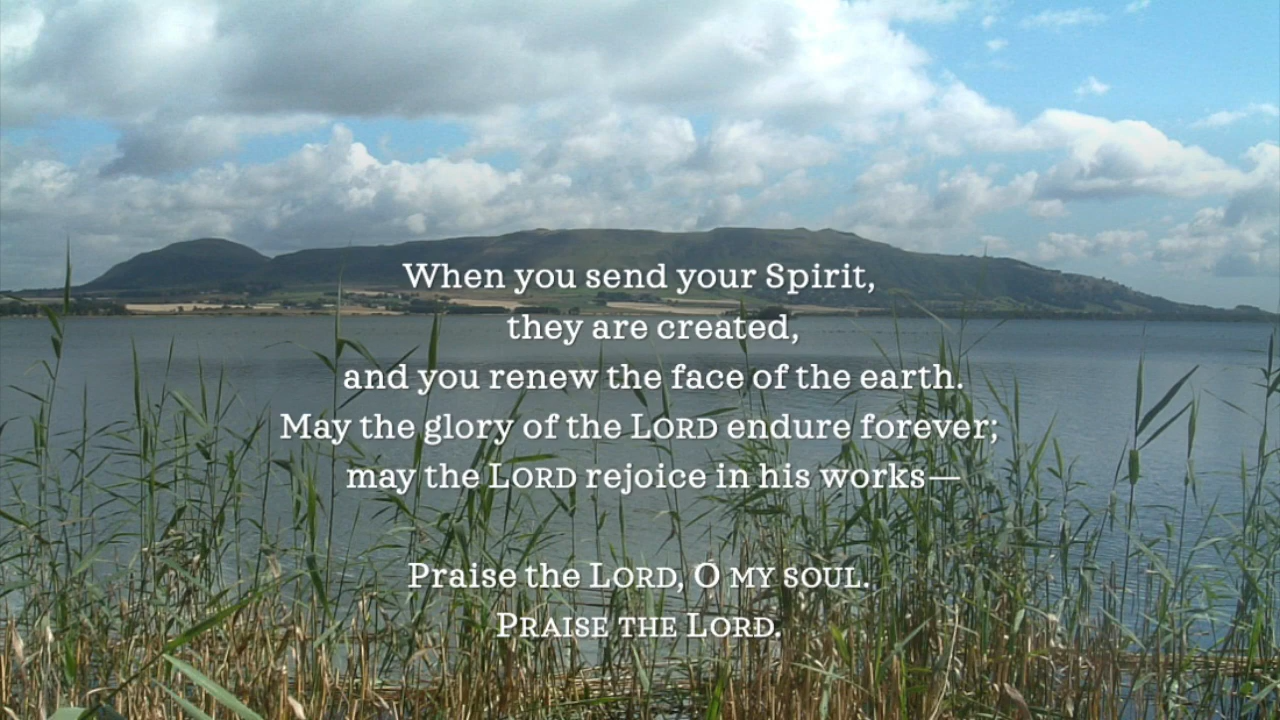 When you send your Spirit,
they are created,
and you renew the face of the earth.
May the glory of the LORD endure forever;
may the LORD rejoice in his works—
Praise the LORD, O MY SOUL.
PRAISE THE LORD.